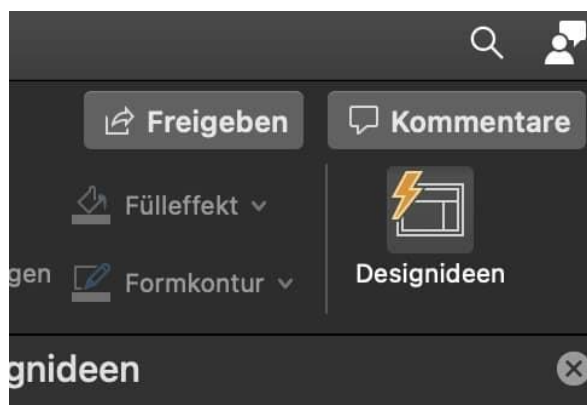 Freigeben Kommentare
Fülleffekt
gen Formkontur
Designideen
gnideen